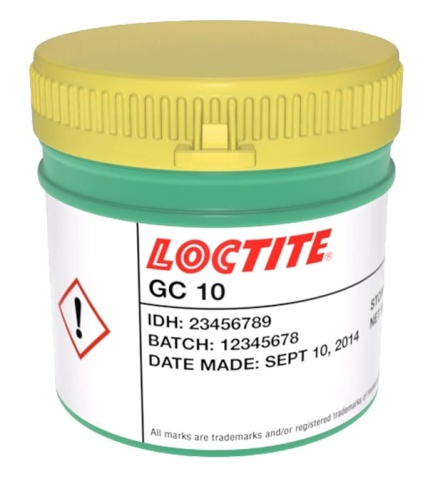 LOCTITE®
GC 10
IDH: 23456789
BATCH: 12345678
DATE MADE: SEPT 10, 2014
All marks are trademarks and/or registered trademarks of